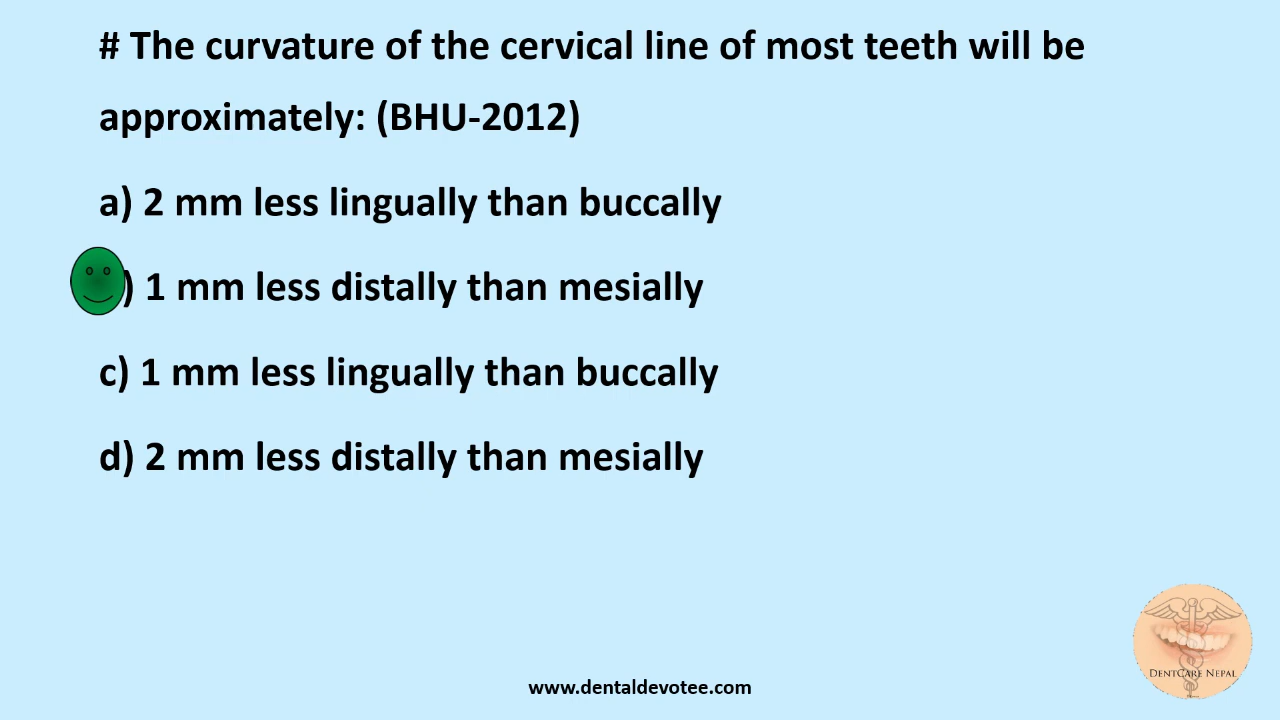 # The curvature of the cervical line of most teeth will be
approximately: (BHU-2012)
a) 2 mm less lingually than buccally
) 1 mm less distally than mesially
c) 1 mm less lingually than buccally
d) 2 mm less distally than mesially
DENTCARE NEPAL
www.dentaldevotee.com